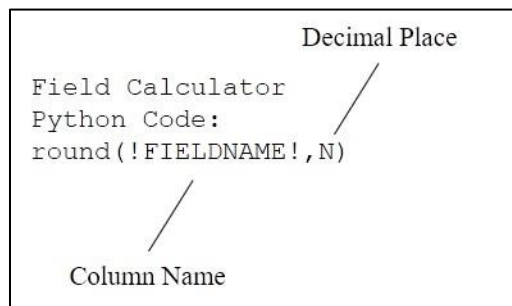 Decimal Place
Field Calculator
Python Code:
round(!FIELDNAME!,N)
Column Name